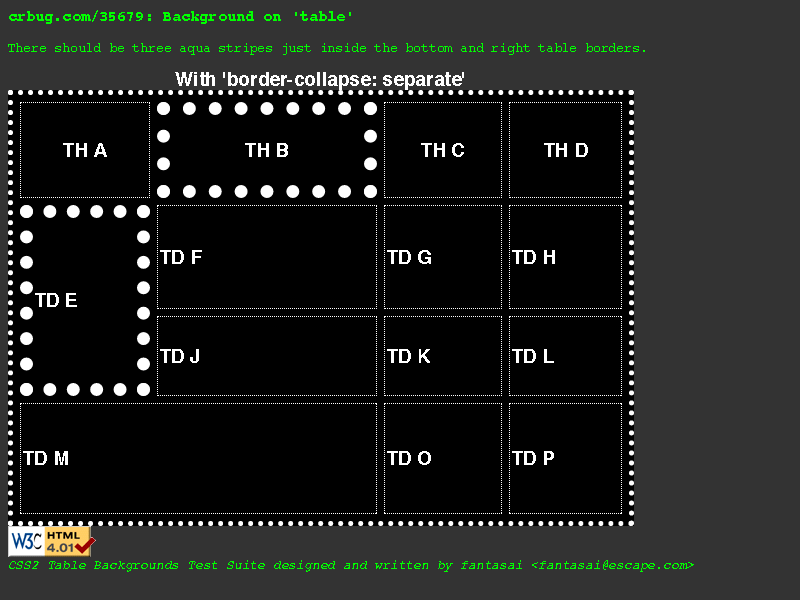 crbug.com/35679: Background on 'table'
There should be three aqua stripes just inside the bottom and right table borders.
With 'border-collapse: separate'
TH A TH B TH C TH D
TD F TD G TD H
TD E
TD J TD K TD L
TD M TD O TD P
W3C HTML 4.01
CSS2 Table Backgrounds Test Suite designed and written by fantasai <fantasai@escape.com>